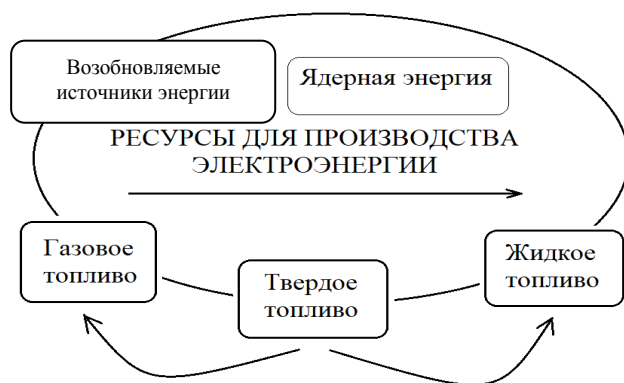 Возобновляемые
источники энергии
Ядерная энергия
РЕСУРСЫ ДЛЯ ПРОИЗВОДСТВА
ЭЛЕКТРОЭНЕРГИИ
Газовое
топливо
Твердое
топливо
Жидкое
топливо